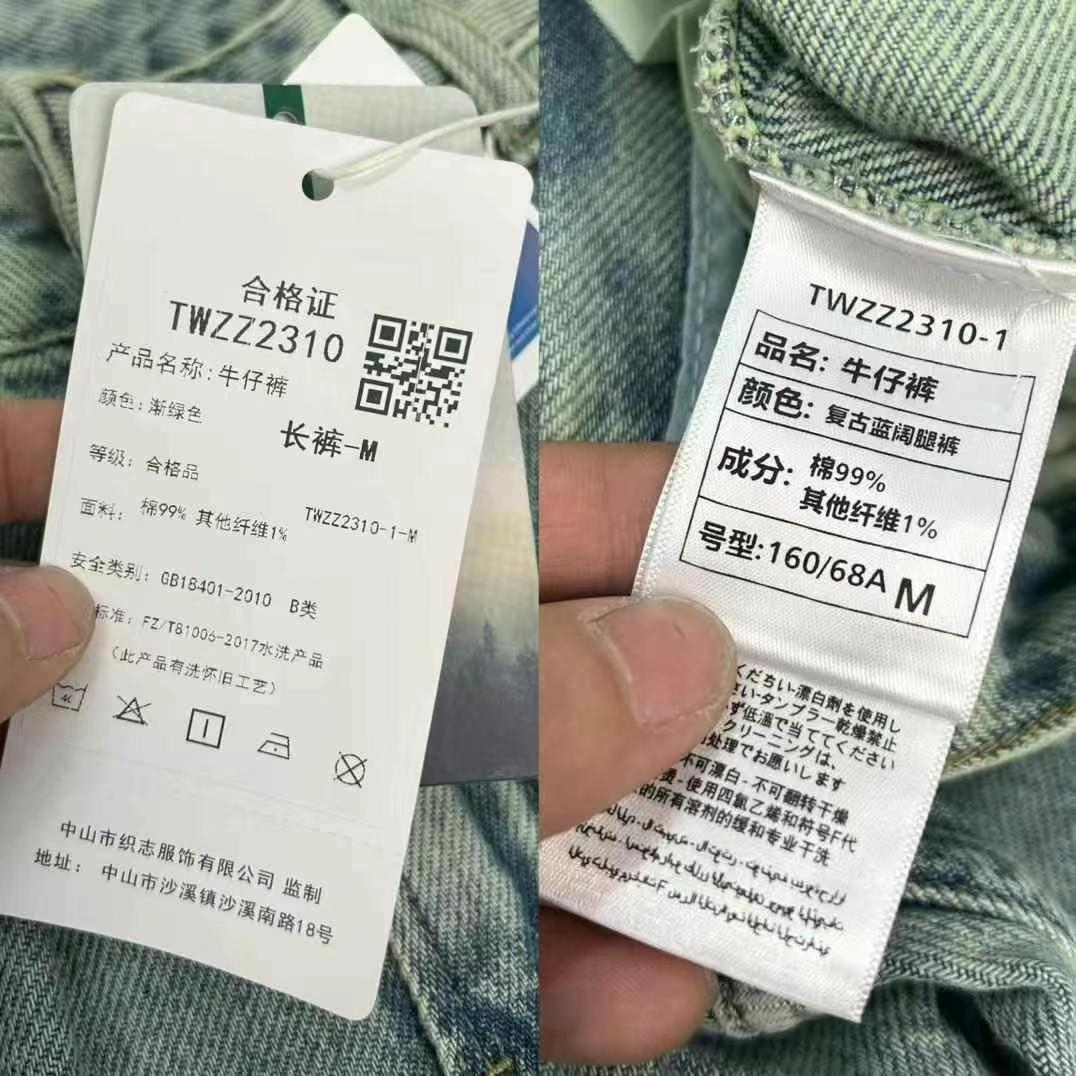 合格证
TWZZ2310
产品名称:牛仔裤
颜色:渐绿色
长裤-M
等级:合格品
面料: 棉99% 其他纤维1%
TWZZ2310-1-M
安全类别: GB18401-2010 B类
标准: FZ/T81006-2017水洗产品
(此产品有洗怀旧工艺)
中山市织志服饰有限公司 监制
地址: 中山市沙溪镇沙溪南路18号
TWZZ2310-1
品名: 牛仔裤
颜色: 复古蓝阔腿裤
成分: 棉99%
其他纤维1%
号型:160/68A M
ください-漂白剤を使用し
さい-タンブラー乾燥禁止
ず低温で当ててください
クリーニングは、
処理でお願いします
不可漂白-不可翻转干燥
烫-使用四氯乙烯和符号F代
的所有溶剂的缓和专业干洗